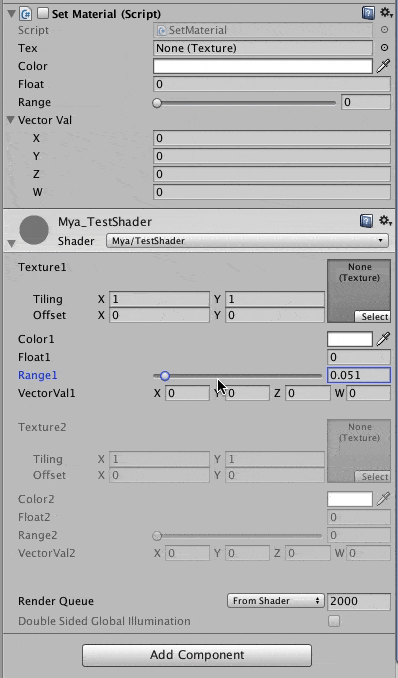 Set Material (Script)
Script SetMaterial
Tex None (Texture)
Color
Float 0
Range 0
Vector Val
X 0
Y 0
Z 0
W 0
Mya_TestShader
Shader Mya/TestShader
Texture1 None (Texture)
Tiling X 1 Y 1
Offset X 0 Y 0 Select
Color1
Float1 0
Range1 0.051
VectorVal1 X 0 Y 0 Z 0 W 0
Texture2 None (Texture)
Tiling X 1 Y 1
Offset X 0 Y 0 Select
Color2
Float2 0
Range2 0
VectorVal2 X 0 Y 0 Z 0 W 0
Render Queue From Shader 2000
Double Sided Global Illumination
Add Component